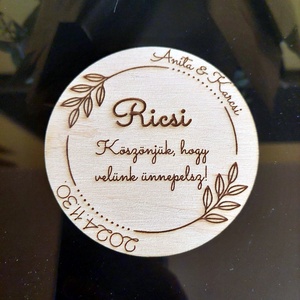 Anita & Karcsi
Ricsi
Köszönjük, hogy
velünk ünnepelsz!
2024.11.30